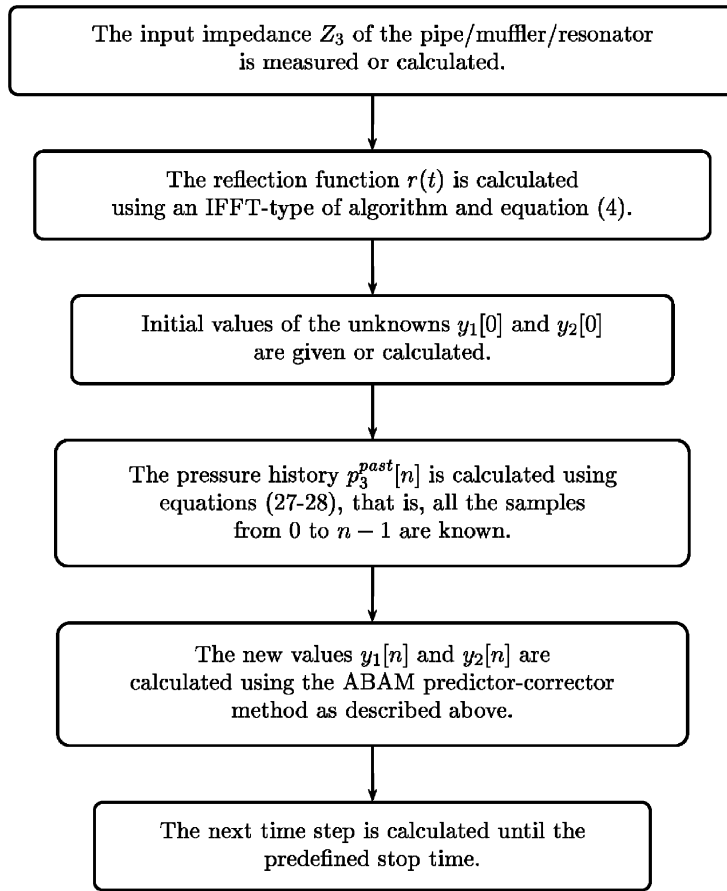 The input impedance Z₃ of the pipe/muffler/resonator
is measured or calculated.
The reflection function r(t) is calculated
using an IFFT-type of algorithm and equation (4).
Initial values of the unknowns y₁[0] and y₂[0]
are given or calculated.
The pressure history p₃ᵖᵃˢᵗ[n] is calculated using
equations (27-28), that is, all the samples
from 0 to n − 1 are known.
The new values y₁[n] and y₂[n] are
calculated using the ABAM predictor-corrector
method as described above.
The next time step is calculated until the
predefined stop time.